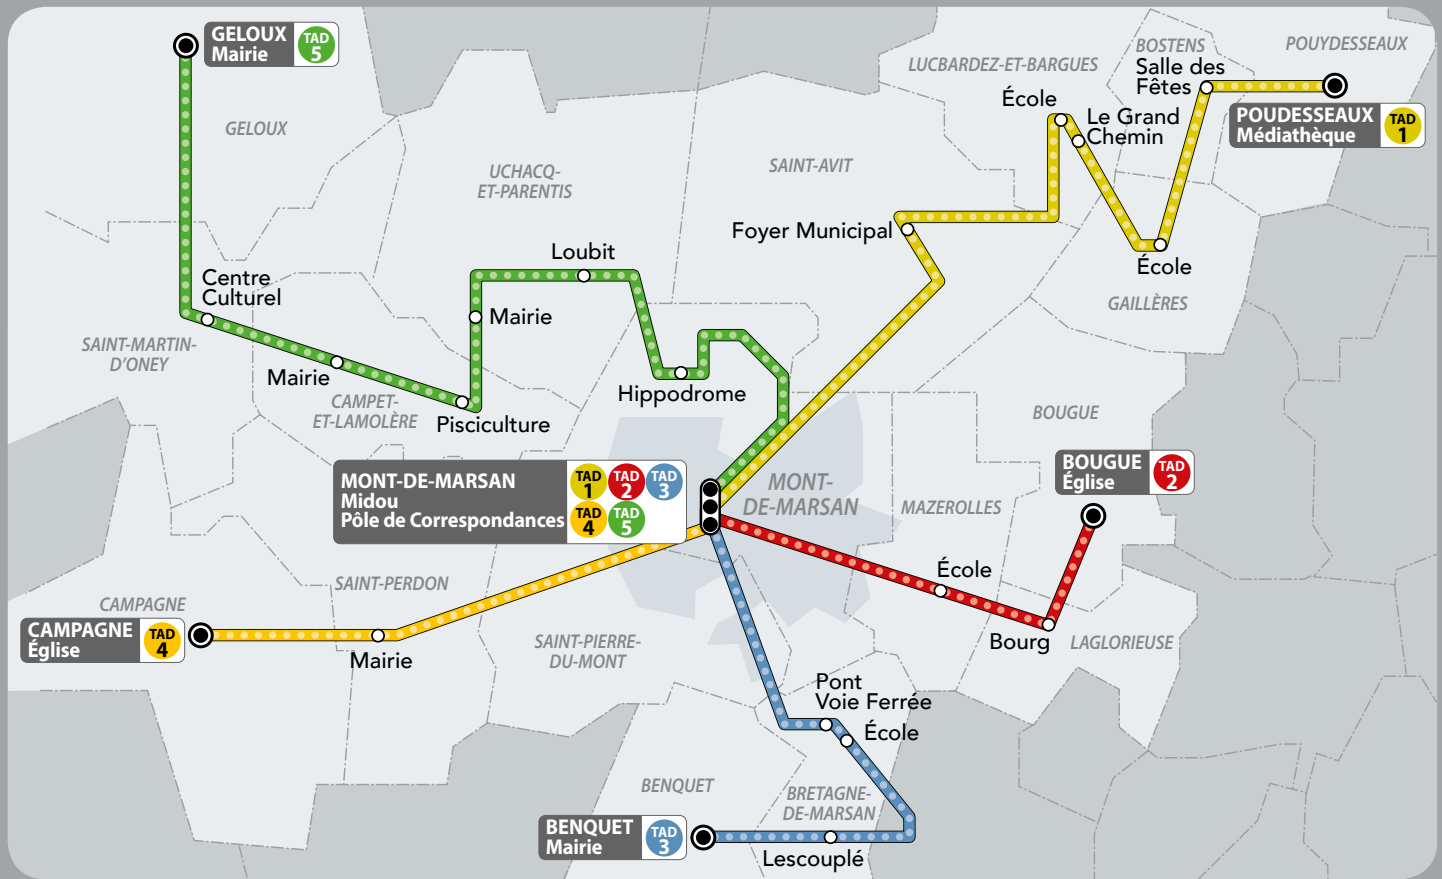 GELOUX
Mairie
TAD
5
GELOUX
LUCBARDEZ-ET-BARGUES
BOSTENS
POUYDESSEAUX
Salle des
Fêtes
École
Le Grand
Chemin
POUDESSEAUX
Médiathèque
TAD
1
UCHACQ-
ET-PARENTIS
SAINT-AVIT
Foyer Municipal
Loubit
École
GAILLÈRES
Centre
Culturel
Mairie
SAINT-MARTIN-
D'ONEY
Mairie
CAMPET-
ET-LAMOLÈRE
Pisciculture
Hippodrome
BOUGUE
MONT-DE-MARSAN
Midou
Pôle de Correspondances
TAD
1
TAD
2
TAD
3
TAD
4
TAD
5
MONT-
DE-MARSAN
MAZEROLLES
BOUGUE
Église
TAD
2
École
SAINT-PERDON
CAMPAGNE
CAMPAGNE
Église
TAD
4
Mairie
SAINT-PIERRE-
DU-MONT
Bourg
LAGLORIEUSE
Pont
Voie Ferrée
École
BENQUET
BRETAGNE-
DE-MARSAN
BENQUET
Mairie
TAD
3
Lescouplé